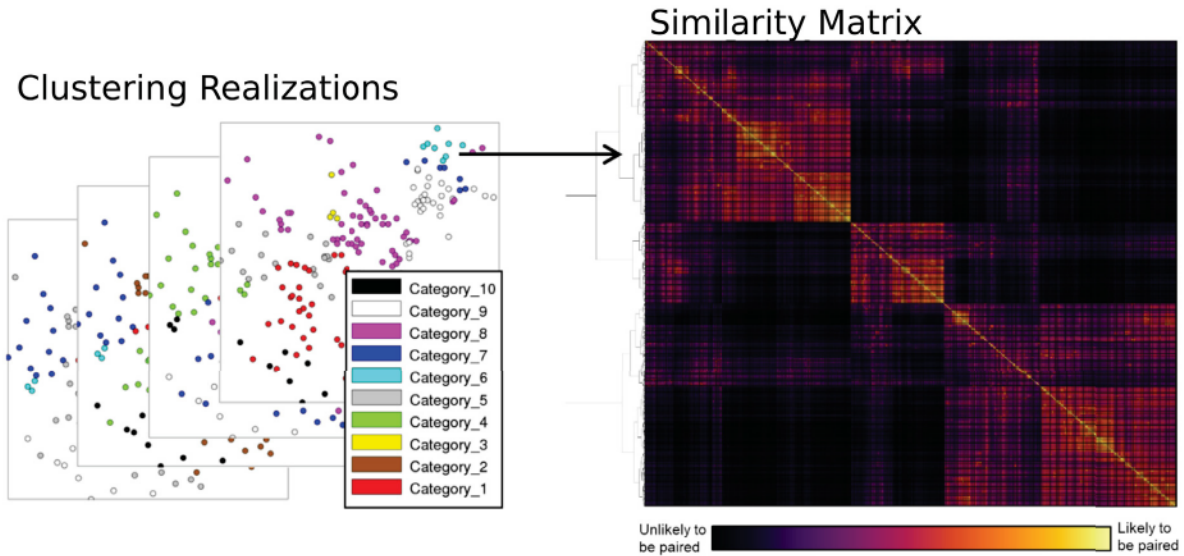 Similarity Matrix
Clustering Realizations
Category_10
Category_9
Category_8
Category_7
Category_6
Category_5
Category_4
Category_3
Category_2
Category_1
Unlikely to
be paired
Likely to
be paired